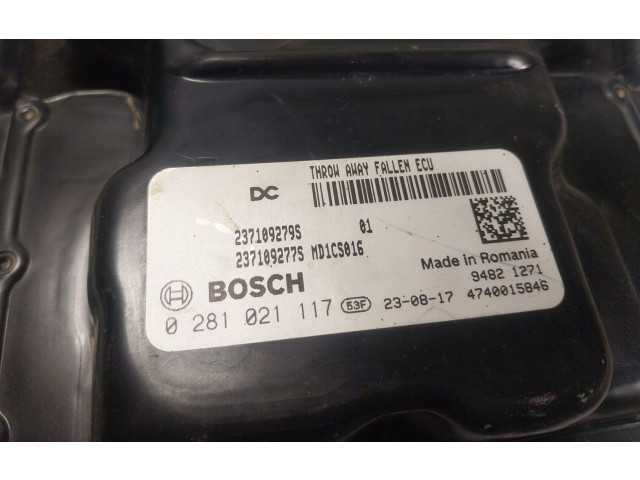 THROW AWAY FALLEN ECU
DC
237109279S 01
237109277S MD1CS016
Made in Romania
9482 1271
BOSCH
0 281 021 117 53F 23-08-17 4740015846